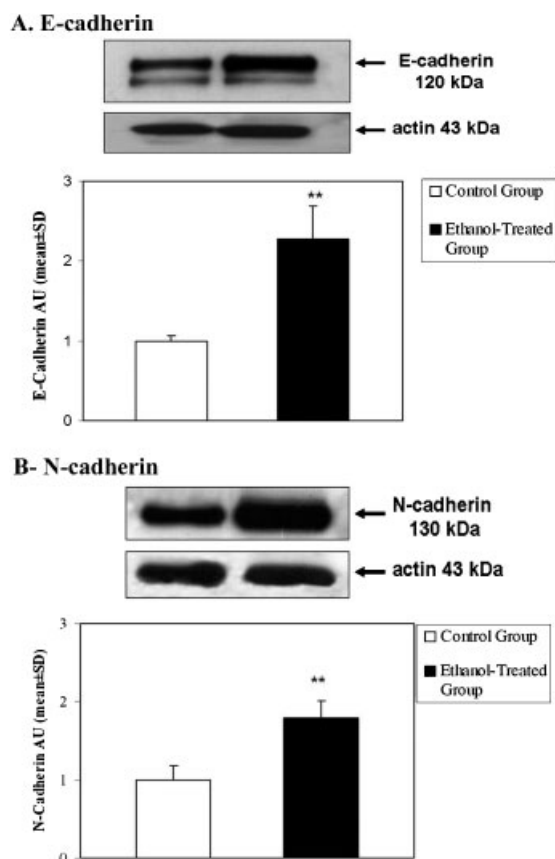 A. E-cadherin
E-cadherin
120 kDa
actin 43 kDa
E-Cadherin AU (mean±SD)
3
2
1
0
**
Control Group
Ethanol-Treated
Group
B- N-cadherin
N-cadherin
130 kDa
actin 43 kDa
N-Cadherin AU (mean±SD)
3
2
1
0
**
Control Group
Ethanol-Treated
Group